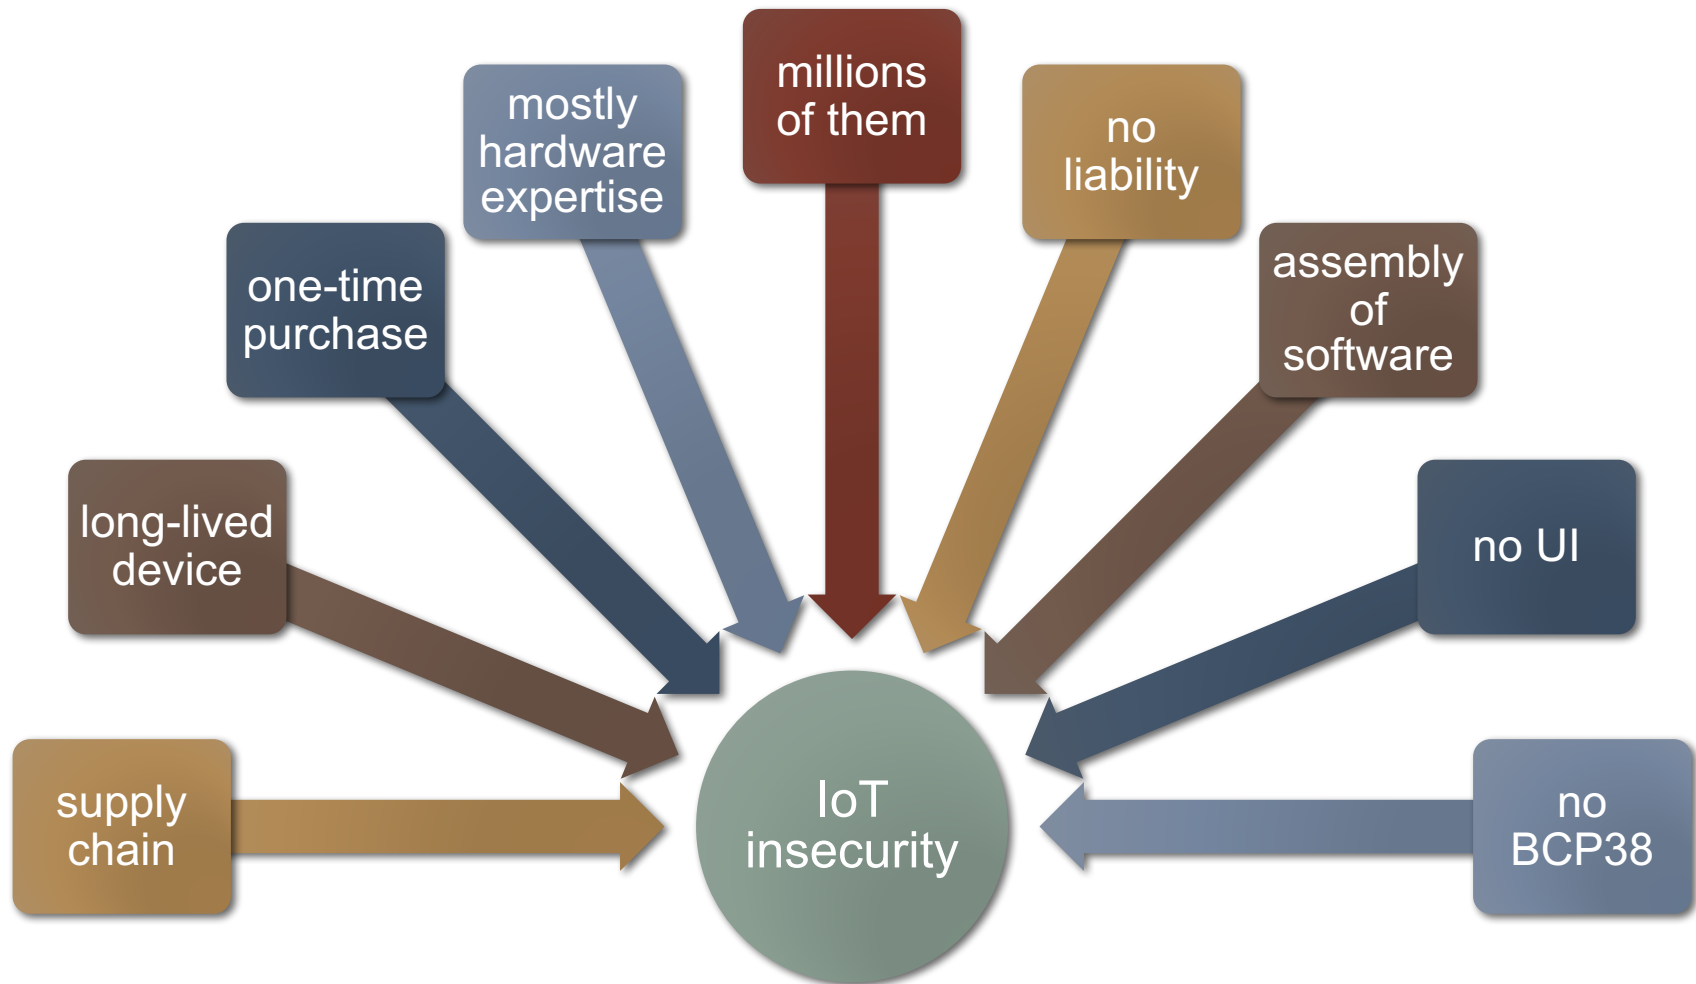 supply
chain
long-lived
device
one-time
purchase
mostly
hardware
expertise
millions
of them
no
liability
assembly
of
software
no UI
no
BCP38
IoT
insecurity